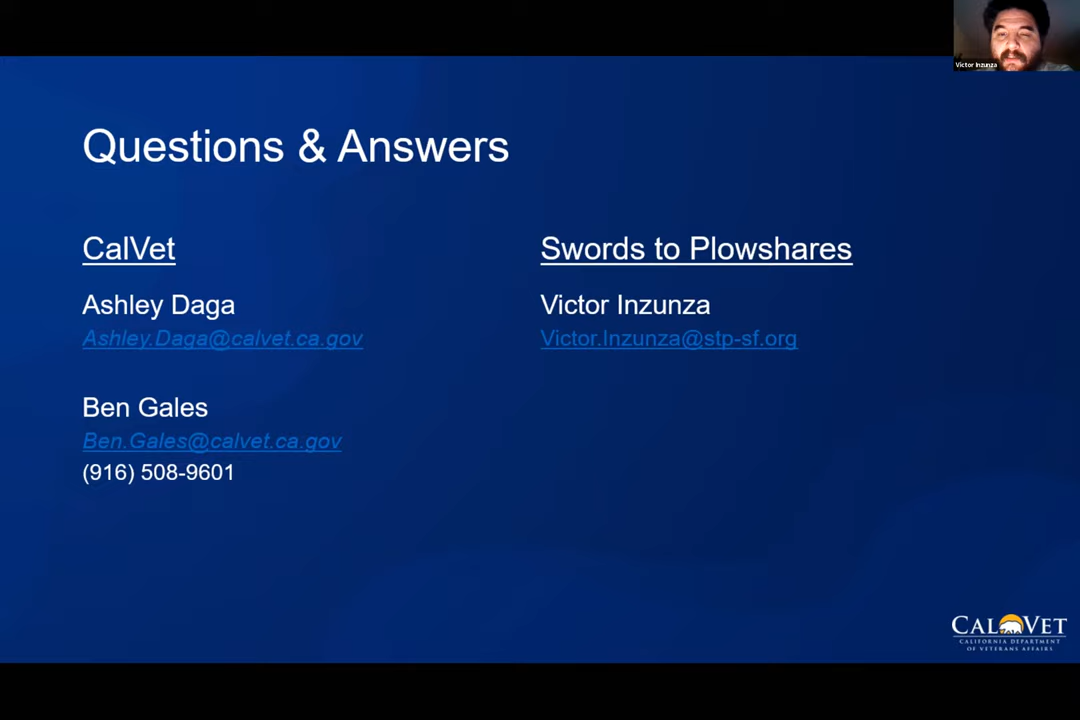 Victor Inzunza
Questions & Answers
CalVet
Ashley Daga
Ashley.Daga@calvet.ca.gov
Ben Gales
Ben.Gales@calvet.ca.gov
(916) 508-9601
Swords to Plowshares
Victor Inzunza
Victor.Inzunza@stp-sf.org
CALVET
CALIFORNIA DEPARTMENT
OF VETERANS AFFAIRS